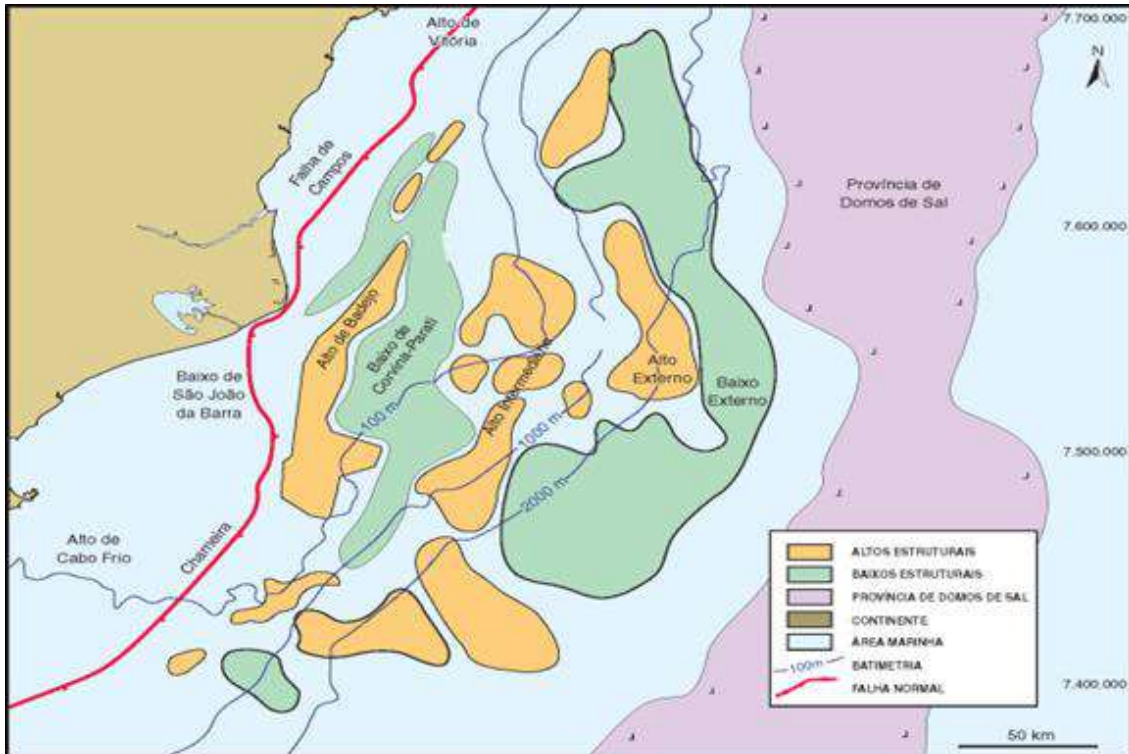 Alto de
Vitória
7.700.000
N
Falha de
Campos
Província de
Domos de Sal
7.600.000
Alto de Badejo
Baixo de
Corvina-Parati
Alto Intermediário
Alto
Externo
Baixo
Externo
Baixo de
São João
da Barra
100 m
1000 m
2000 m
7.500.000
Alto de
Cabo Frio
Charneira
ALTOS ESTRUTURAIS
BAIXOS ESTRUTURAIS
PROVÍNCIA DE DOMOS DE SAL
CONTINENTE
ÁREA MARINHA
100m
BATIMETRIA
FALHA NORMAL
7.400.000
50 km